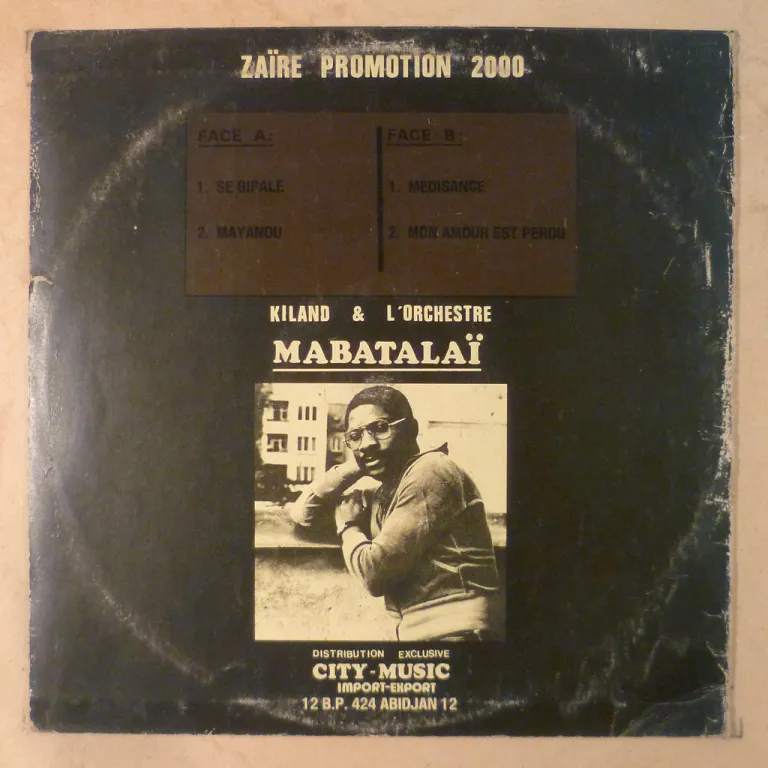 ZAÏRE PROMOTION 2000
FACE A:
1. SE BIPALE
2. MAYANOU
FACE B:
1. MEDISANCE
2. MON AMOUR EST PERDU
KILAND & L'ORCHESTRE
MABATALAÏ
DISTRIBUTION EXCLUSIVE
CITY-MUSIC
IMPORT-EXPORT
12 B.P. 424 ABIDJAN 12